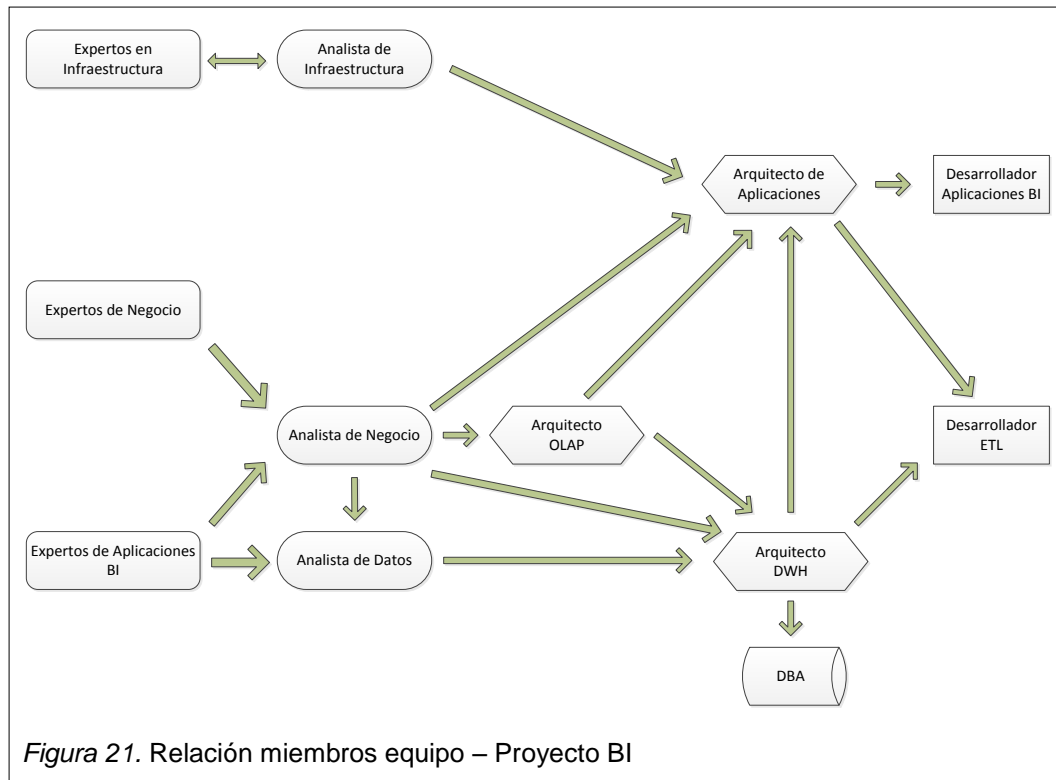 Expertos en
Infraestructura
Analista de
Infraestructura
Arquitecto de
Aplicaciones
Desarrollador
Aplicaciones BI
Expertos de Negocio
Analista de Negocio
Arquitecto
OLAP
Desarrollador
ETL
Expertos de Aplicaciones
BI
Analista de Datos
Arquitecto
DWH
DBA
Figura 21. Relación miembros equipo – Proyecto BI